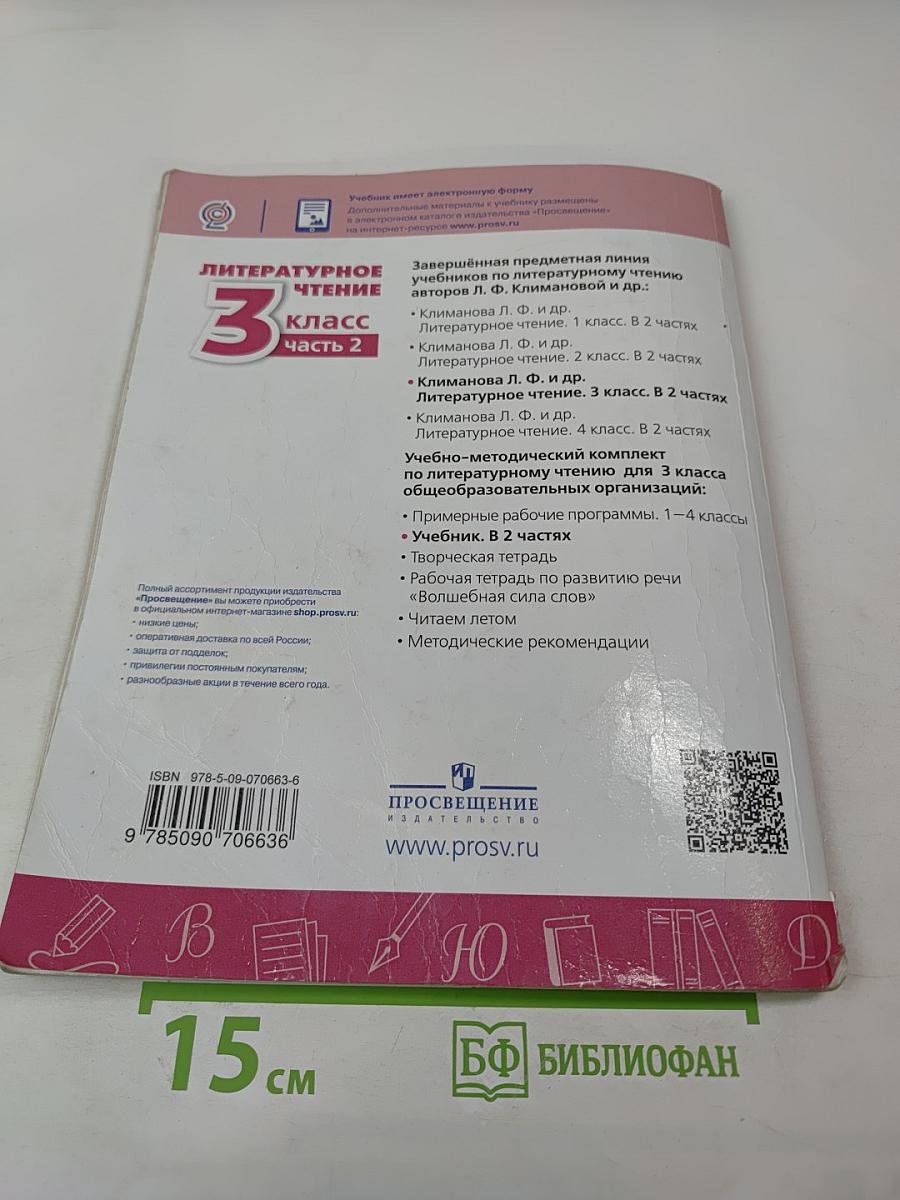 Учебник имеет электронную форму
Дополнительные материалы к учебнику размещены
в электронном каталоге издательства «Просвещение»
на интернет-ресурсе www.prosv.ru
ЛИТЕРАТУРНОЕ
ЧТЕНИЕ
3 класс
часть 2
Завершённая предметная линия
учебников по литературному чтению
авторов Л. Ф. Климановой и др.:
• Климанова Л. Ф. и др.
Литературное чтение. 1 класс. В 2 частях
• Климанова Л. Ф. и др.
Литературное чтение. 2 класс. В 2 частях
• Климанова Л. Ф. и др.
Литературное чтение. 3 класс. В 2 частях
• Климанова Л. Ф. и др.
Литературное чтение. 4 класс. В 2 частях
Учебно-методический комплект
по литературному чтению для 3 класса
общеобразовательных организаций:
• Примерные рабочие программы. 1—4 классы
• Учебник. В 2 частях
• Творческая тетрадь
• Рабочая тетрадь по развитию речи
«Волшебная сила слов»
• Читаем летом
• Методические рекомендации
Полный ассортимент продукции издательства
«Просвещение» вы можете приобрести
в официальном интернет-магазине shop.prosv.ru:
• низкие цены;
• оперативная доставка по всей России;
• защита от подделок;
• привилегии постоянным покупателям;
• разнообразные акции в течение всего года.
ISBN 978-5-09-070663-6
9 785090 706636
ПРОСВЕЩЕНИЕ
ИЗДАТЕЛЬСТВО
www.prosv.ru
В Ю D
15 см
БФ БИБЛИОФАН